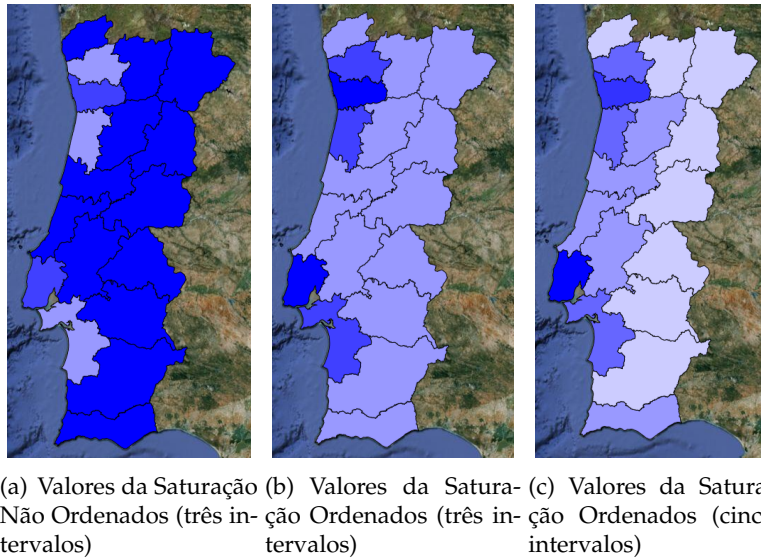 (a) Valores da Saturação
Não Ordenados (três in-
tervalos)
(b) Valores da Satura-
ção Ordenados (três in-
tervalos)
(c) Valores da Satura
ção Ordenados (cinc
intervalos)